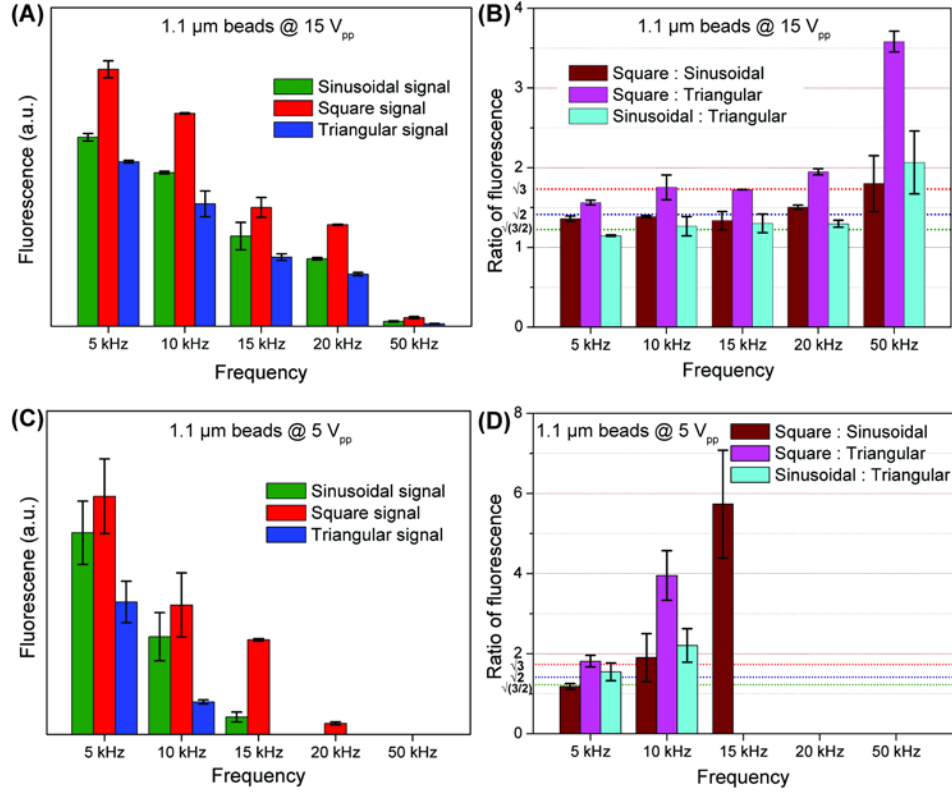 (A)
1.1 µm beads @ 15 Vpp
Sinusoidal signal
Square signal
Triangular signal
Fluorescence (a.u.)
5 kHz 10 kHz 15 kHz 20 kHz 50 kHz
Frequency
(B)
1.1 µm beads @ 15 Vpp
Square : Sinusoidal
Square : Triangular
Sinusoidal : Triangular
Ratio of fluorescence
4
3
2
√3
√2
√(3/2)
1
0
5 kHz 10 kHz 15 kHz 20 kHz 50 kHz
Frequency
(C)
1.1 µm beads @ 5 Vpp
Sinusoidal signal
Square signal
Triangular signal
Fluorescene (a.u.)
5 kHz 10 kHz 15 kHz 20 kHz 50 kHz
Frequency
(D)
1.1 µm beads @ 5 Vpp
Square : Sinusoidal
Square : Triangular
Sinusoidal : Triangular
Ratio of fluorescence
8
6
4
2
√3
√2
√(3/2)
0
5 kHz 10 kHz 15 kHz 20 kHz 50 kHz
Frequency